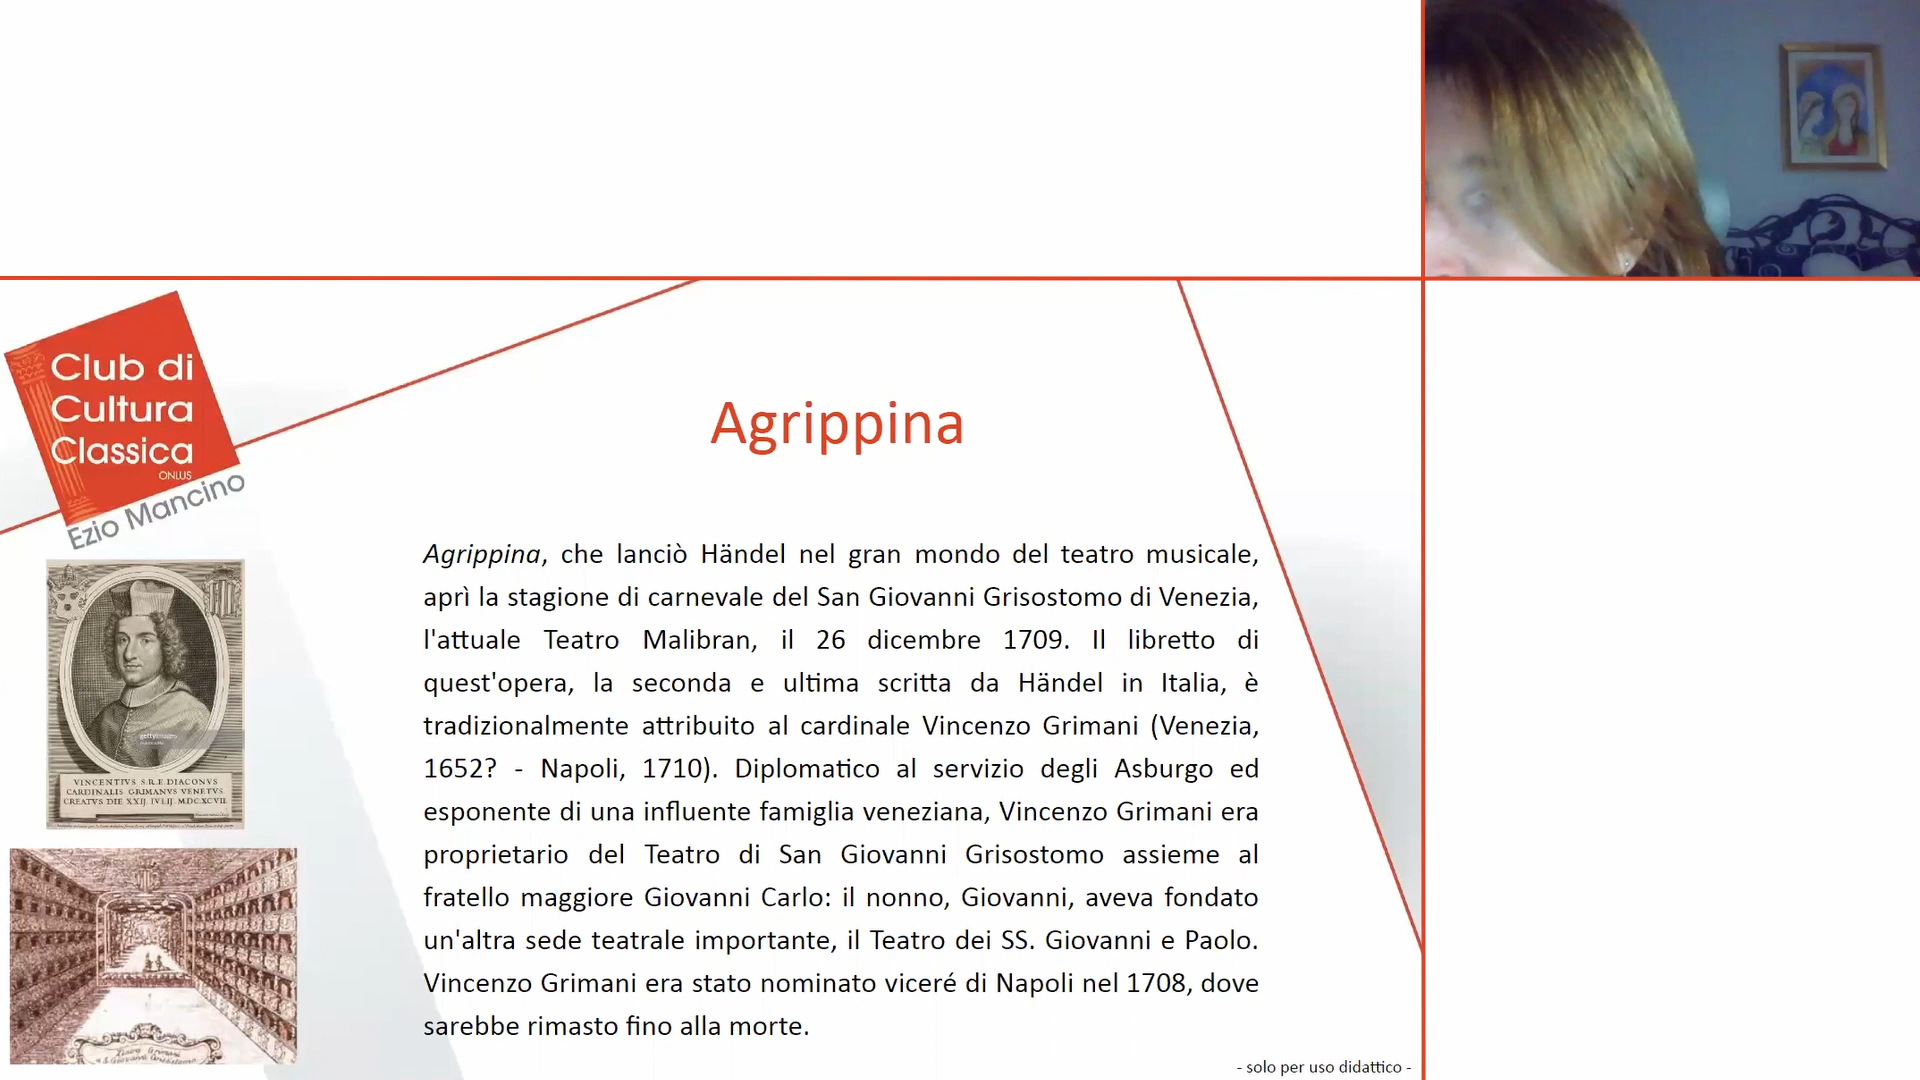 Club di
Cultura
Classica
ONLUS
Ezio Mancino
Agrippina
Agrippina, che lanciò Händel nel gran mondo del teatro musicale,
aprì la stagione di carnevale del San Giovanni Grisostomo di Venezia,
l'attuale Teatro Malibran, il 26 dicembre 1709. Il libretto di
quest'opera, la seconda e ultima scritta da Händel in Italia, è
tradizionalmente attribuito al cardinale Vincenzo Grimani (Venezia,
1652? - Napoli, 1710). Diplomatico al servizio degli Asburgo ed
esponente di una influente famiglia veneziana, Vincenzo Grimani era
proprietario del Teatro di San Giovanni Grisostomo assieme al
fratello maggiore Giovanni Carlo: il nonno, Giovanni, aveva fondato
un'altra sede teatrale importante, il Teatro dei SS. Giovanni e Paolo.
Vincenzo Grimani era stato nominato viceré di Napoli nel 1708, dove
sarebbe rimasto fino alla morte.
gettyimages
VINCENTIVS S.R.E. DIACONVS
CARDINALIS GRIMANVS VENETVS
CREATVS DIE XXIJ. IVLIJ. M.DC.XCVII
- solo per uso didattico -